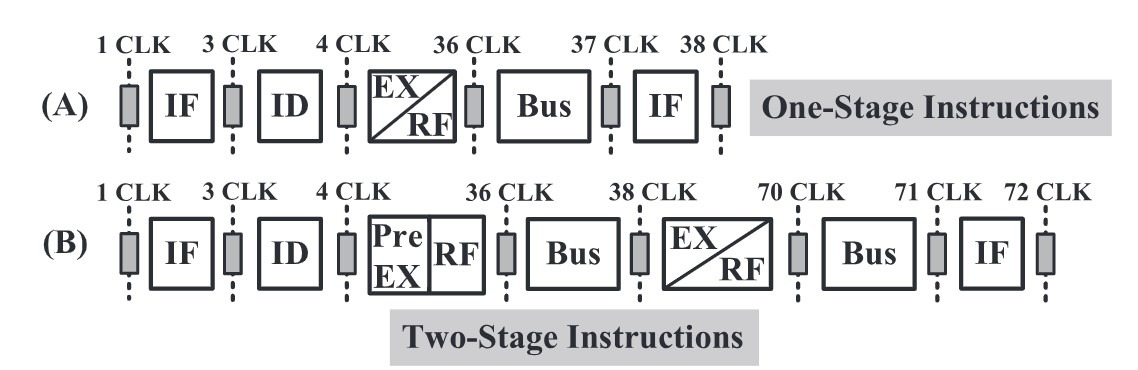 1 CLK 3 CLK 4 CLK 36 CLK 37 CLK 38 CLK
(A) IF ID EX RF Bus IF One-Stage Instructions
1 CLK 3 CLK 4 CLK 36 CLK 38 CLK 70 CLK 71 CLK 72 CLK
(B) IF ID Pre EX RF Bus EX RF Bus IF
Two-Stage Instructions